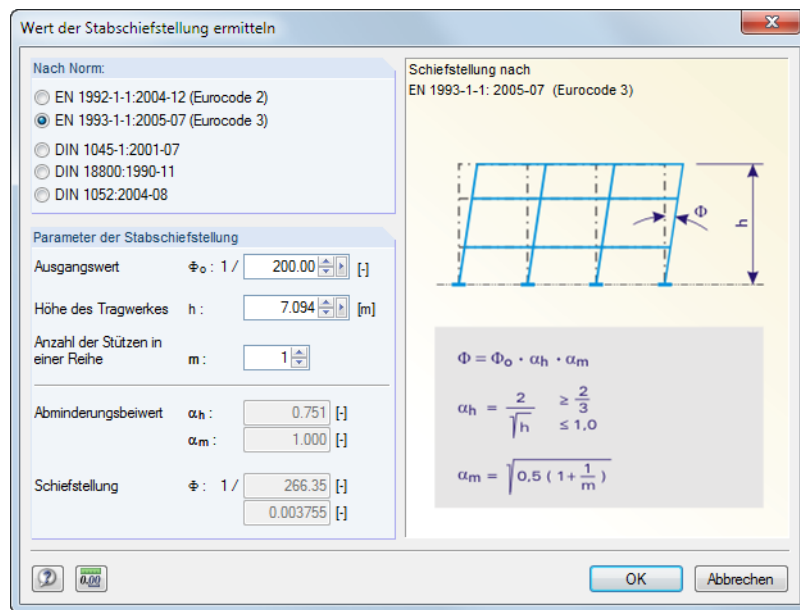 Wert der Stabschiefstellung ermitteln
Nach Norm:
EN 1992-1-1:2004-12 (Eurocode 2)
EN 1993-1-1:2005-07 (Eurocode 3)
DIN 1045-1:2001-07
DIN 18800:1990-11
DIN 1052:2004-08
Parameter der Stabschiefstellung
Ausgangswert Φo : 1 / 200.00 [-]
Höhe des Tragwerkes h : 7.094 [m]
Anzahl der Stützen in
einer Reihe m : 1
Abminderungsbeiwert αh : 0.751 [-]
αm : 1.000 [-]
Schiefstellung Φ : 1 / 266.35 [-]
0.003755 [-]
Schiefstellung nach
EN 1993-1-1: 2005-07 (Eurocode 3)
Φ
h
Φ = Φo · αh · αm
αh = 2/√h ≥ 2/3
≤ 1,0
αm = √0,5 ( 1+ 1/m )
0.00
OK
Abbrechen